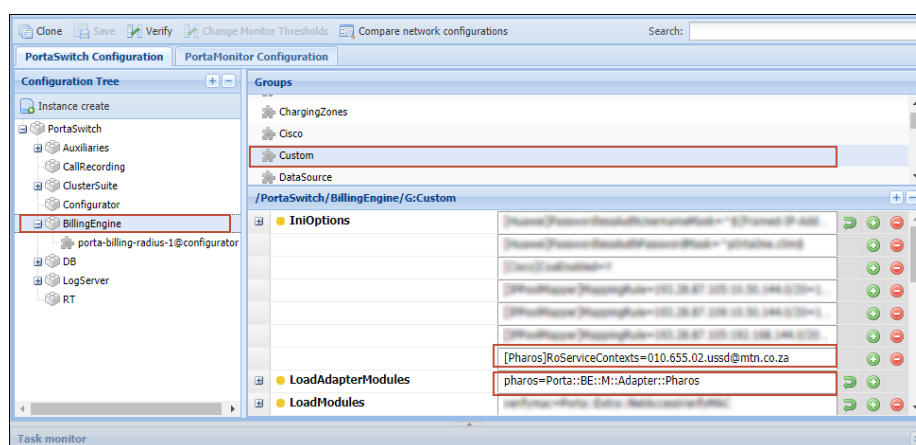 Clone Save Verify Change Monitor Thresholds Compare network configurations Search:
PortaSwitch Configuration PortaMonitor Configuration
Configuration Tree
Instance create
PortaSwitch
Auxiliaries
CallRecording
ClusterSuite
Configurator
BillingEngine
porta-billing-radius-1@configurator
DB
LogServer
RT
Groups
ChargingZones
Cisco
Custom
DataSource
/PortaSwitch/BillingEngine/G:Custom
IniOptions
[Pharos]RoServiceContexts=010.655.02.ussd@mtn.co.za
LoadAdapterModules pharos=Porta::BE::M::Adapter::Pharos
LoadModules
Task monitor